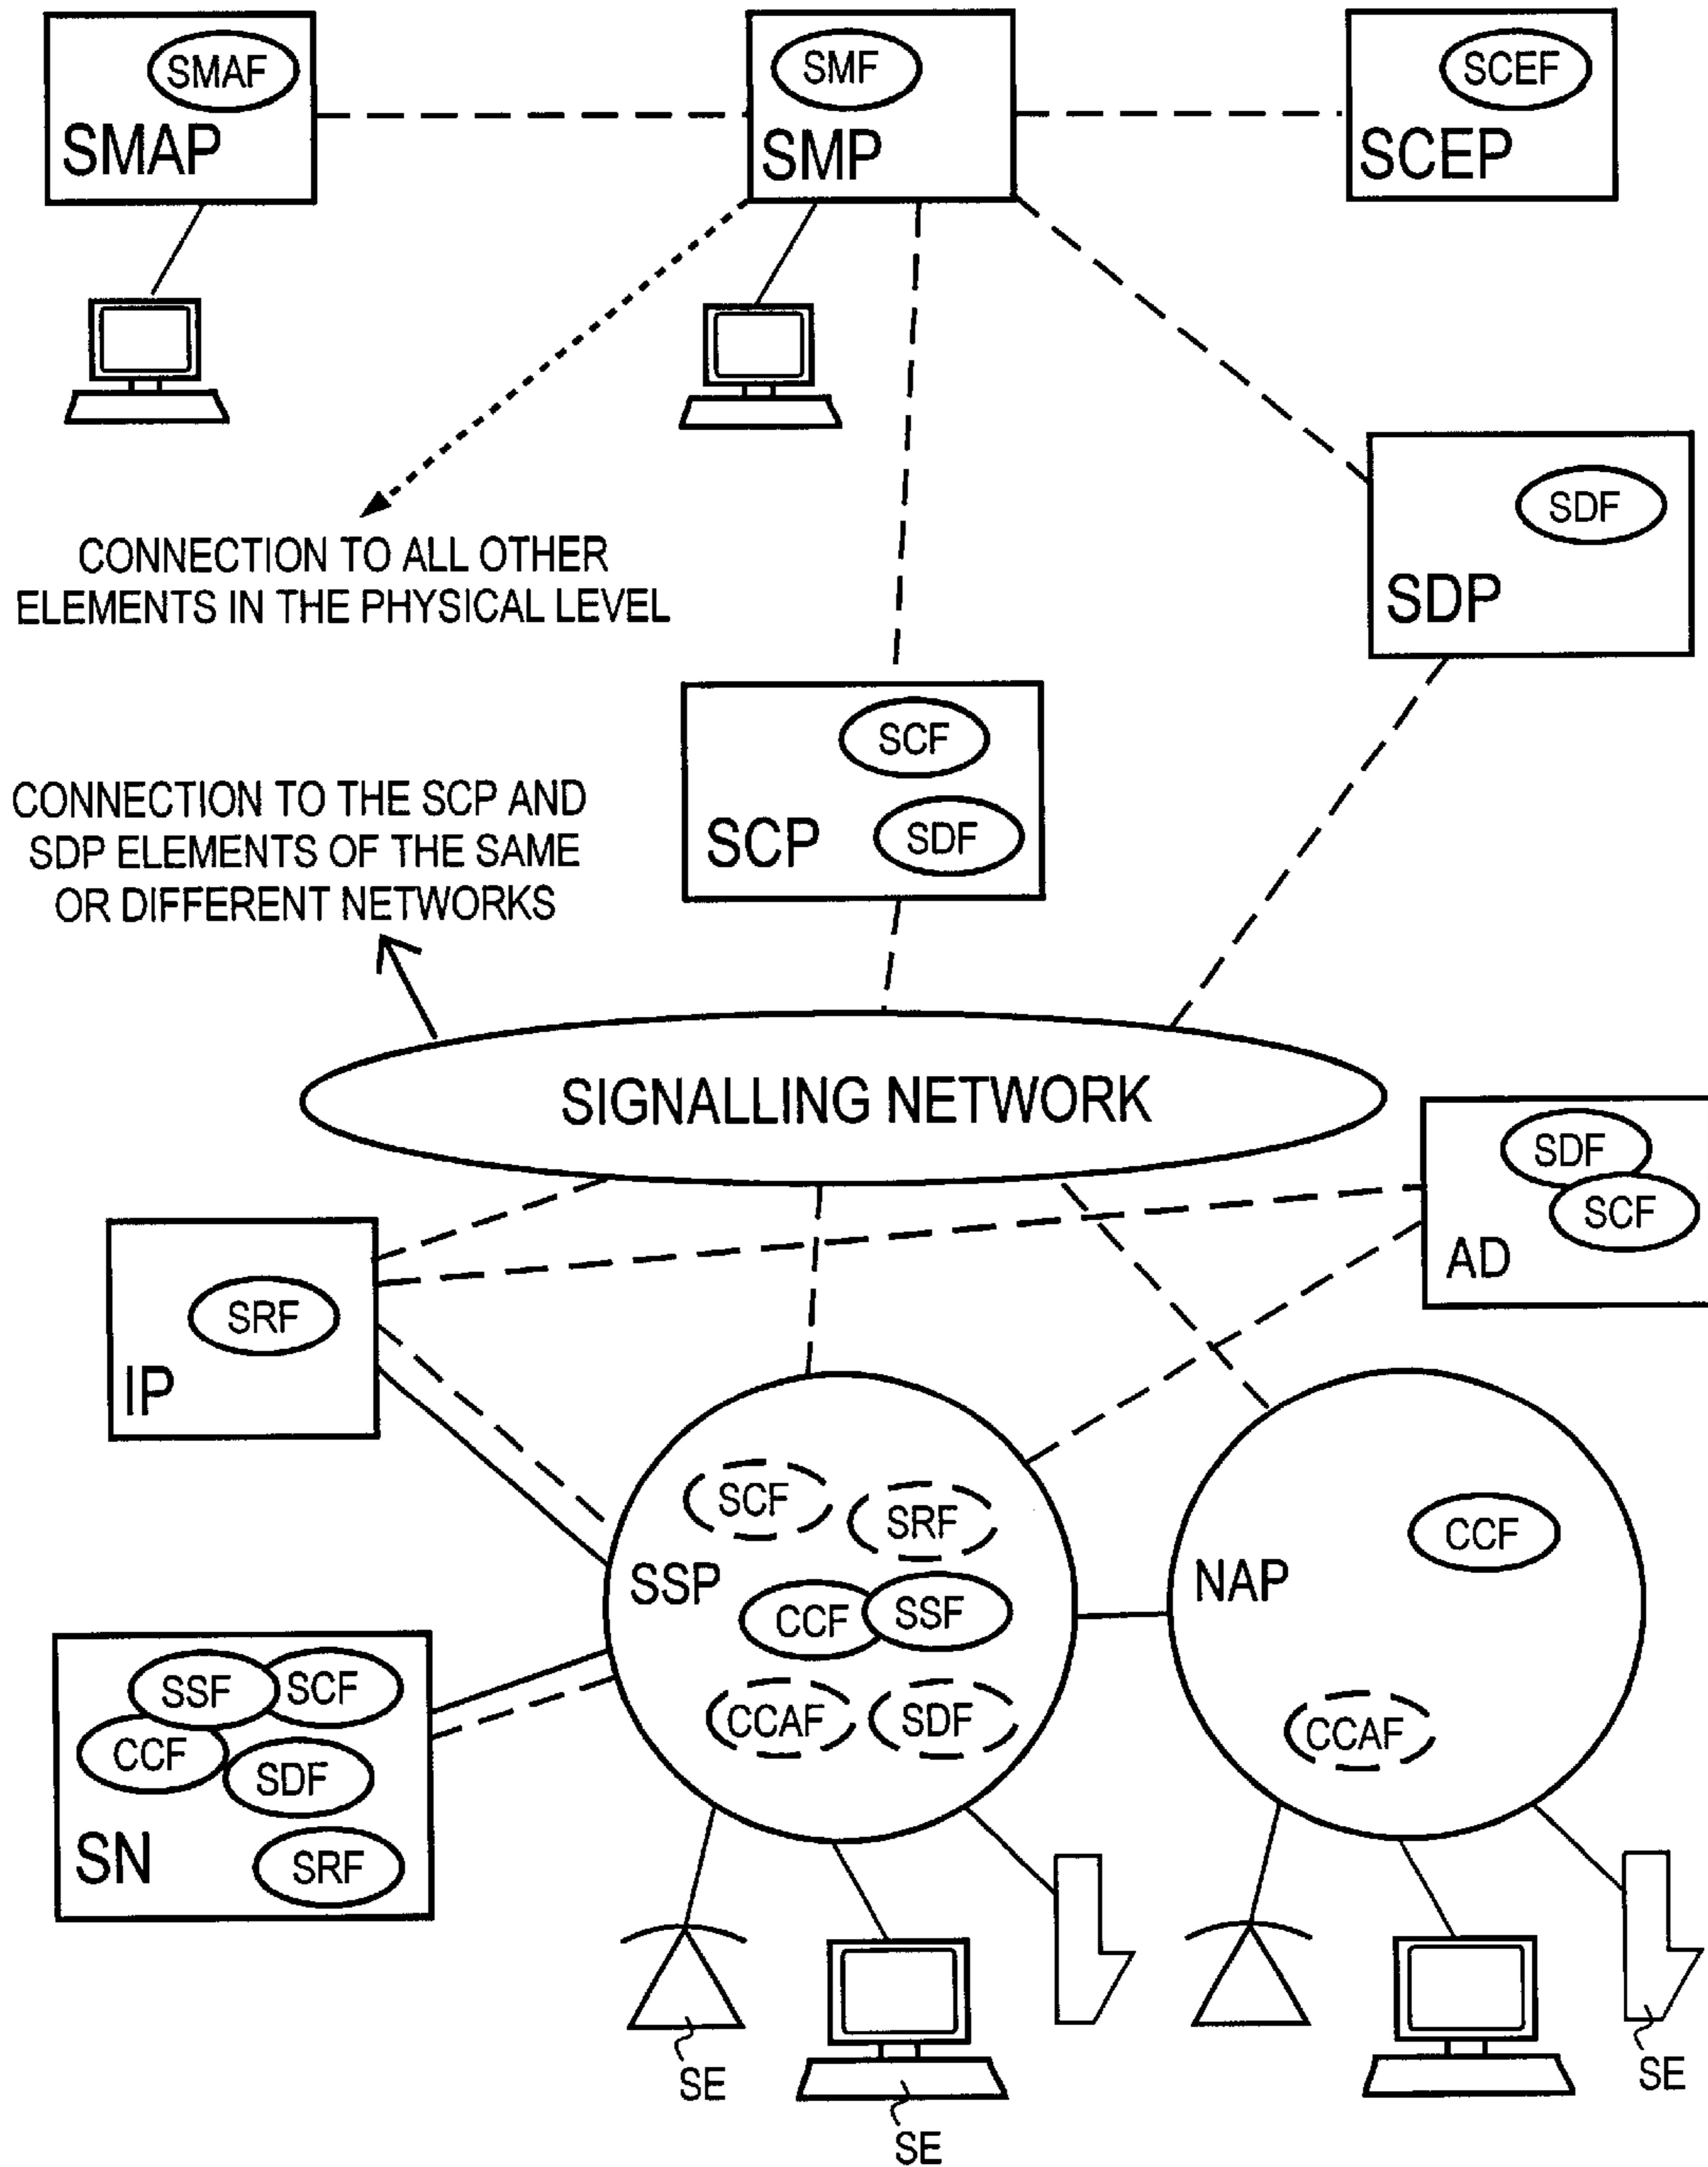 SMAF
SMAP
SMF
SMP
SCEF
SCEP
CONNECTION TO ALL OTHER
ELEMENTS IN THE PHYSICAL LEVEL
SDF
SDP
SCF
SCP
SDF
CONNECTION TO THE SCP AND
SDP ELEMENTS OF THE SAME
OR DIFFERENT NETWORKS
SIGNALLING NETWORK
SDF
SCF
AD
SRF
IP
SCF
SRF
SSP
CCF
SSF
CCAF
SDF
CCF
NAP
CCAF
SSF
SCF
CCF
SDF
SN
SRF
SE
SE
SE